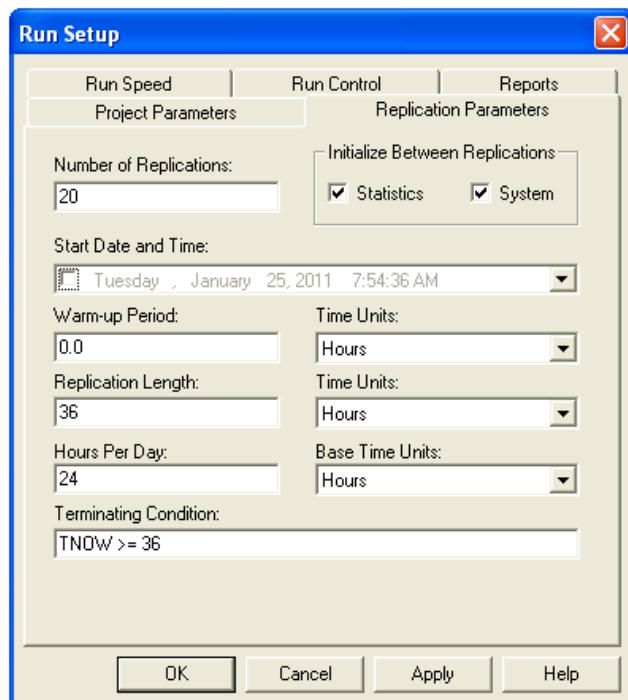 Run Setup
Run Speed Run Control Reports
Project Parameters Replication Parameters
Number of Replications:
20
Initialize Between Replications
Statistics System
Start Date and Time:
Tuesday , January 25, 2011 7:54:36 AM
Warm-up Period: Time Units:
0.0 Hours
Replication Length: Time Units:
36 Hours
Hours Per Day: Base Time Units:
24 Hours
Terminating Condition:
TNOW >= 36
OK Cancel Apply Help